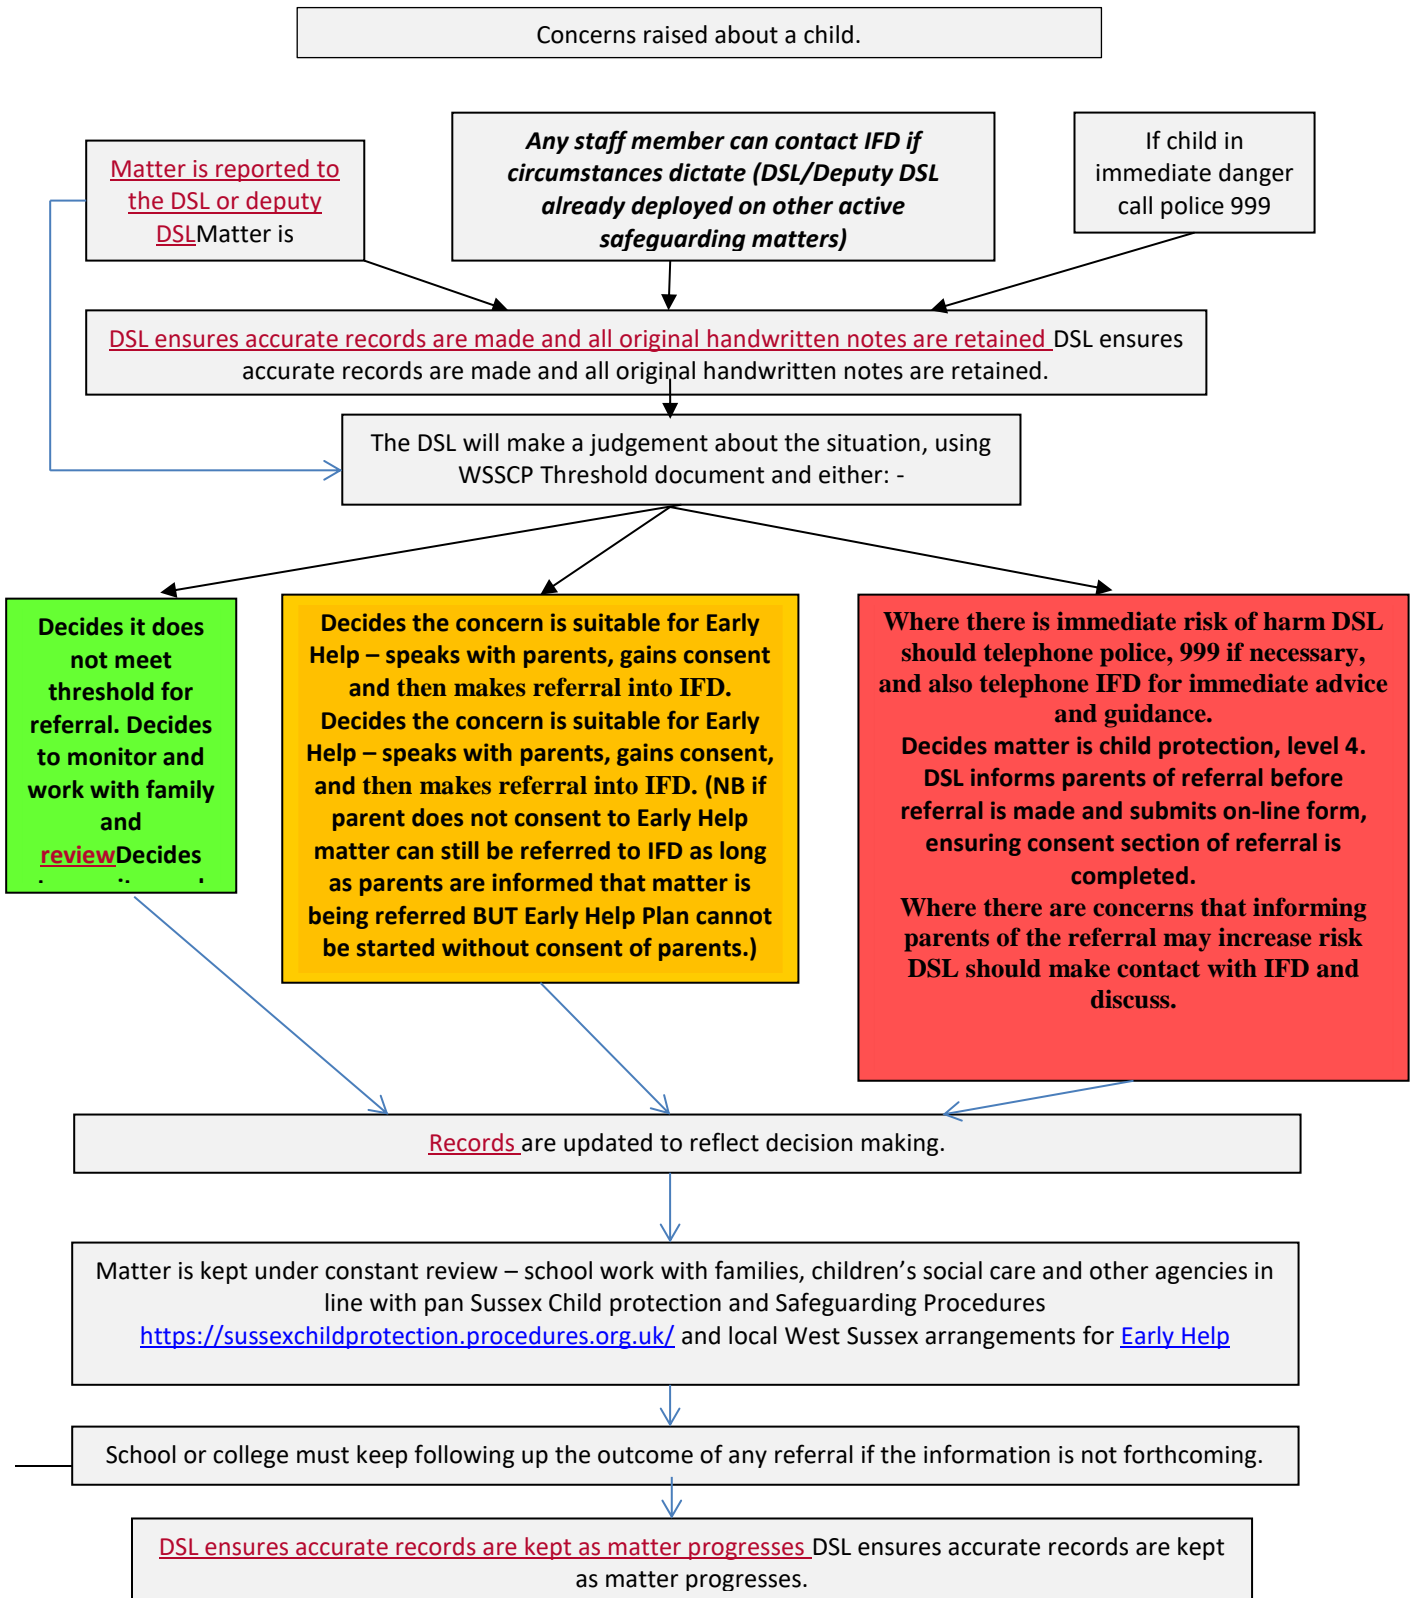 Concerns raised about a child.
Matter is reported to
the DSL or deputy
DSLMatter is
Any staff member can contact IFD if
circumstances dictate (DSL/Deputy DSL
already deployed on other active
safeguarding matters)
If child in
immediate danger
call police 999
DSL ensures accurate records are made and all original handwritten notes are retained DSL ensures
accurate records are made and all original handwritten notes are retained.
The DSL will make a judgement about the situation, using
WSSCP Threshold document and either: -
Decides it does
not meet
threshold for
referral. Decides
to monitor and
work with family
and
reviewDecides
Decides the concern is suitable for Early
Help – speaks with parents, gains consent
and then makes referral into IFD.
Decides the concern is suitable for Early
Help – speaks with parents, gains consent,
and then makes referral into IFD. (NB if
parent does not consent to Early Help
matter can still be referred to IFD as long
as parents are informed that matter is
being referred BUT Early Help Plan cannot
be started without consent of parents.)
Where there is immediate risk of harm DSL
should telephone police, 999 if necessary,
and also telephone IFD for immediate advice
and guidance.
Decides matter is child protection, level 4.
DSL informs parents of referral before
referral is made and submits on-line form,
ensuring consent section of referral is
completed.
Where there are concerns that informing
parents of the referral may increase risk
DSL should make contact with IFD and
discuss.
Records are updated to reflect decision making.
Matter is kept under constant review – school work with families, children’s social care and other agencies in
line with pan Sussex Child protection and Safeguarding Procedures
https://sussexchildprotection.procedures.org.uk/ and local West Sussex arrangements for Early Help
School or college must keep following up the outcome of any referral if the information is not forthcoming.
DSL ensures accurate records are kept as matter progresses DSL ensures accurate records are kept
as matter progresses.